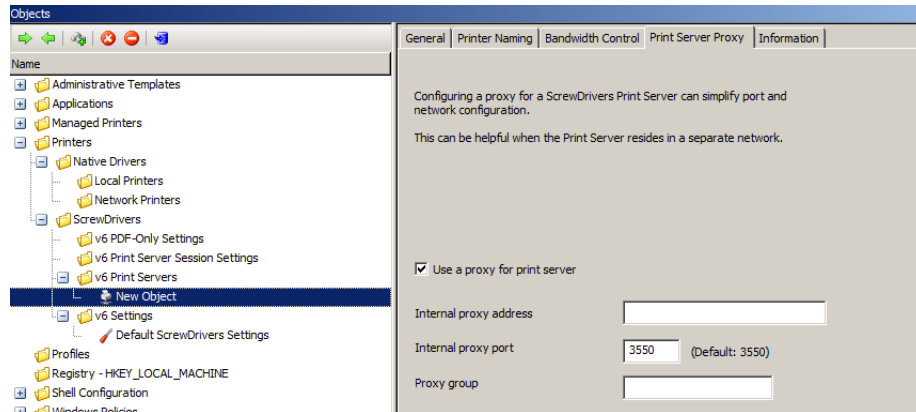 Objects
Name
Administrative Templates
Applications
Managed Printers
Printers
Native Drivers
Local Printers
Network Printers
ScrewDrivers
v6 PDF-Only Settings
v6 Print Server Session Settings
v6 Print Servers
New Object
v6 Settings
Default ScrewDrivers Settings
Profiles
Registry - HKEY_LOCAL_MACHINE
Shell Configuration
Windows Policies
General Printer Naming Bandwidth Control Print Server Proxy Information
Configuring a proxy for a ScrewDrivers Print Server can simplify port and
network configuration.
This can be helpful when the Print Server resides in a separate network.
Use a proxy for print server
Internal proxy address
Internal proxy port 3550 (Default: 3550)
Proxy group